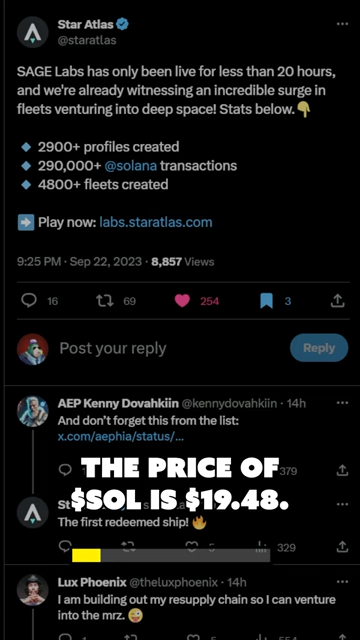 Star Atlas
@staratlas
SAGE Labs has only been live for less than 20 hours,
and we're already witnessing an incredible surge in
fleets venturing into deep space! Stats below.👇
🔹 2900+ profiles created
🔹 290,000+ @solana transactions
🔹 4800+ fleets created
➡️ Play now: labs.staratlas.com
9:25 PM · Sep 22, 2023 · 8,857 Views
16 69 254 3
Post your reply
Reply
AEP Kenny Dovahkiin @kennydovahkiin · 14h
And don't forget this from the list:
x.com/aephia/status/...
379
THE PRICE OF
$SOL IS $19.48.
The first redeemed ship! 🔥
5 329
Lux Phoenix @theluxphoenix · 14h
I am building out my resupply chain so I can venture
into the mrz. 😜